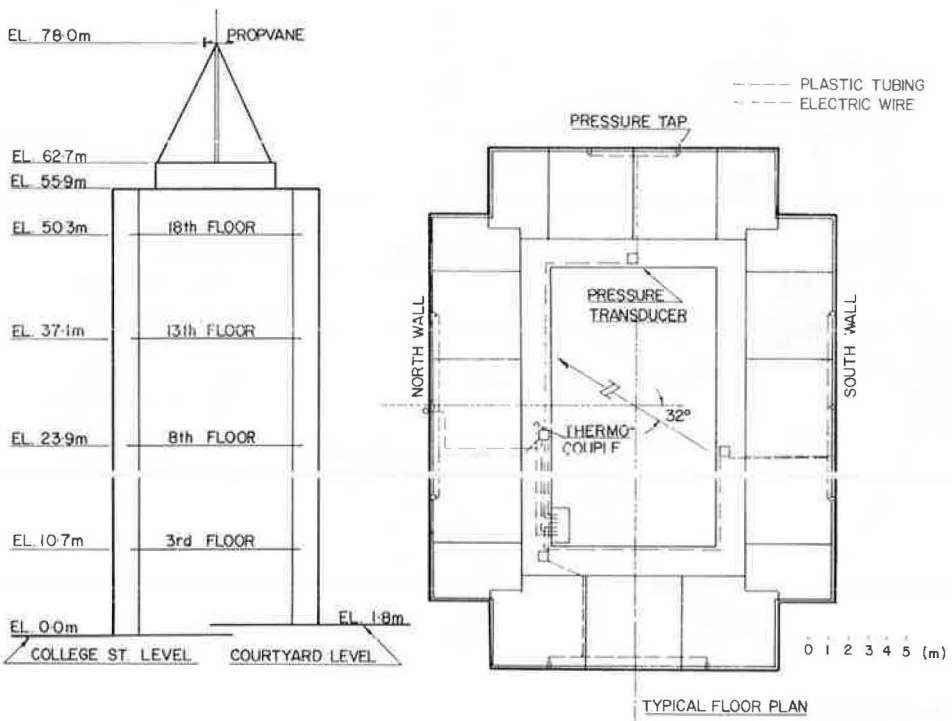 EL. 78·0m
PROPVANE
EL. 62·7m
EL. 55·9m
EL. 50·3m
18th FLOOR
EL. 37·1m
13th FLOOR
EL. 23·9m
8th FLOOR
EL. 10·7m
3rd FLOOR
EL. 0·0m
EL. 1·8m
COLLEGE ST. LEVEL
COURTYARD LEVEL
PLASTIC TUBING
ELECTRIC WIRE
PRESSURE TAP
PRESSURE
TRANSDUCER
NORTH WALL
SOUTH WALL
32°
THERMO-
COUPLE
0 1 2 3 4 5 (m)
TYPICAL FLOOR PLAN